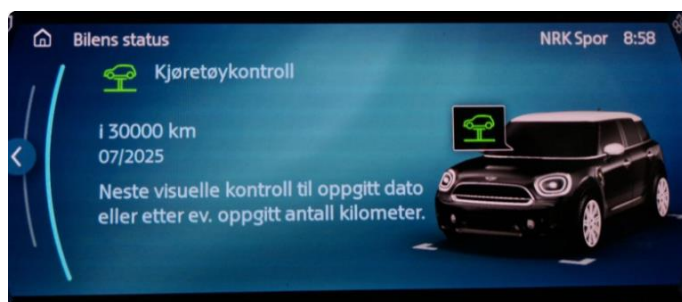 Bilens status
NRK Spor 8:58
Kjøretøykontroll
i 30000 km
07/2025
Neste visuelle kontroll til oppgitt dato
eller etter ev. oppgitt antall kilometer.